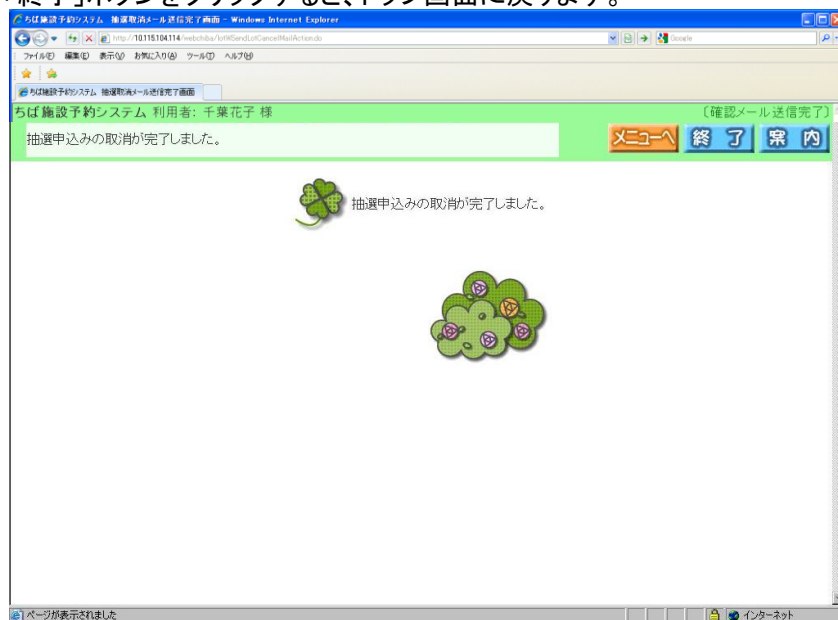 「終了」ボタンをクリックすると、トップ画面に戻ります。
ちば施設予約システム 抽選取消メール送信完了画面 - Windows Internet Explorer
http://10.115.104.114/webchiba/lotWSendLotCancelMailAction.do
Google
ファイル(F) 編集(E) 表示(V) お気に入り(A) ツール(T) ヘルプ(H)
ちば施設予約システム 抽選取消メール送信完了画面
ちば施設予約システム 利用者: 千葉花子 様 〔確認メール送信完了〕
抽選申込みの取消が完了しました。 メニューへ 終了 案内
抽選申込みの取消が完了しました。
ページが表示されました インターネット